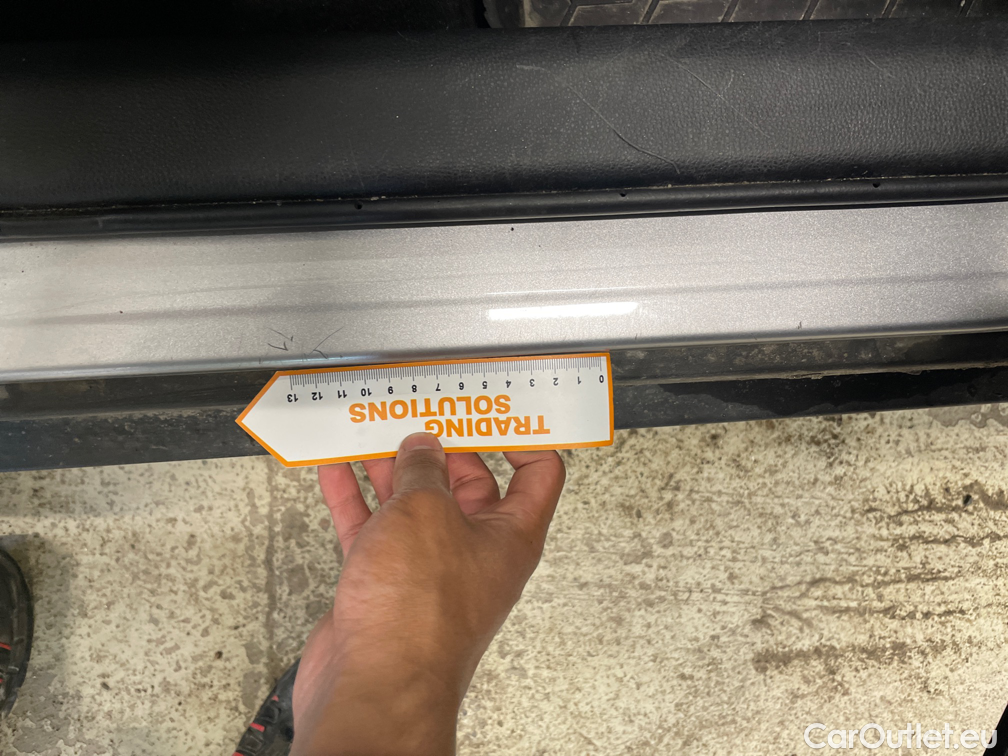 0 1 2 3 4 5 6 7 8 9 10 11 12 13
TRADING
SOLUTIONS
CarOutlet.eu